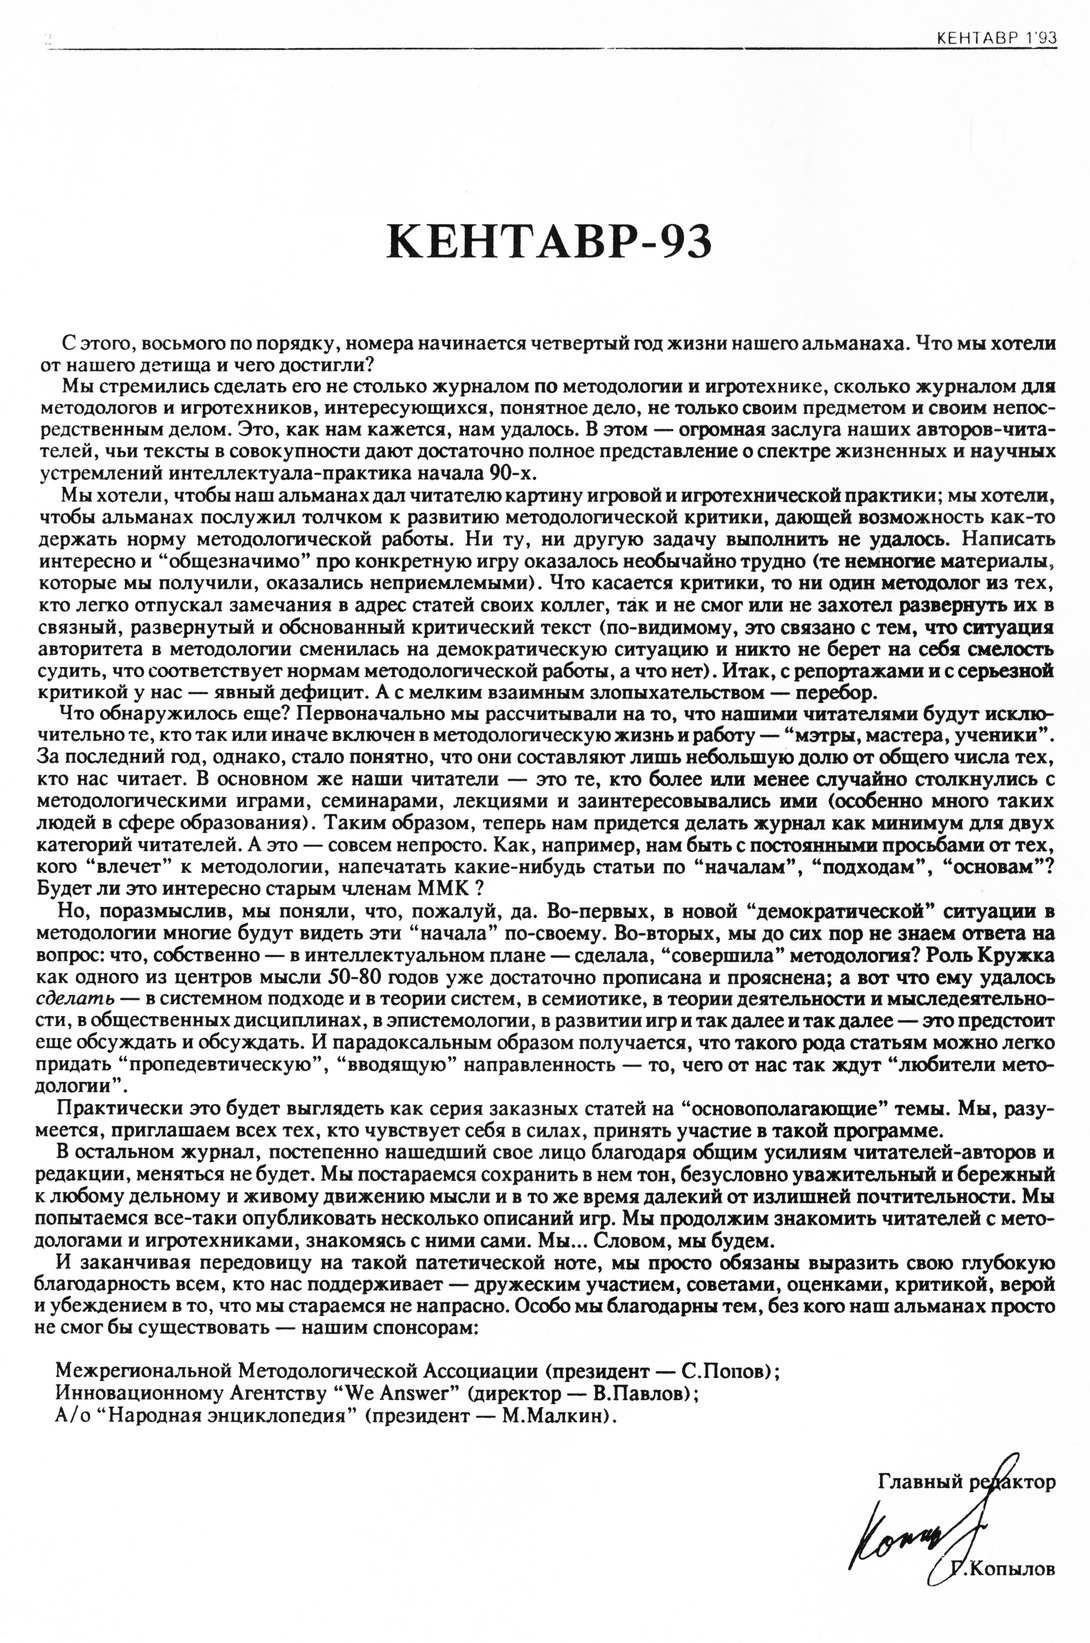 2
КЕНТАВР 1'93
КЕНТАВР-93
С этого, восьмого по порядку, номера начинается четвертый год жизни нашего альманаха. Что мы хотели
от нашего детища и чего достигли?
Мы стремились сделать его не столько журналом по методологии и игротехнике, сколько журналом для
методологов и игротехников, интересующихся, понятное дело, не только своим предметом и своим непос-
редственным делом. Это, как нам кажется, нам удалось. В этом — огромная заслуга наших авторов-чита-
телей, чьи тексты в совокупности дают достаточно полное представление о спектре жизненных и научных
устремлений интеллектуала-практика начала 90-х.
Мы хотели, чтобы наш альманах дал читателю картину игровой и игротехнической практики; мы хотели,
чтобы альманах послужил толчком к развитию методологической критики, дающей возможность как-то
держать норму методологической работы. Ни ту, ни другую задачу выполнить не удалось. Написать
интересно и “общезначимо” про конкретную игру оказалось необычайно трудно (те немногие материалы,
которые мы получили, оказались неприемлемыми). Что касается критики, то ни один методолог из тех,
кто легко отпускал замечания в адрес статей своих коллег, так и не смог или не захотел развернуть их в
связный, развернутый и обснованный критический текст (по-видимому, это связано с тем, что ситуация
авторитета в методологии сменилась на демократическую ситуацию и никто не берет на себя смелость
судить, что соответствует нормам методологической работы, а что нет). Итак, с репортажами и с серьезной
критикой у нас — явный дефицит. А с мелким взаимным злопыхательством — перебор.
Что обнаружилось еще? Первоначально мы рассчитывали на то, что нашими читателями будут исклю-
чительно те, кто так или иначе включен в методологическую жизнь и работу — “мэтры, мастера, ученики”.
За последний год, однако, стало понятно, что они составляют лишь небольшую долю от общего числа тех,
кто нас читает. В основном же наши читатели — это те, кто более или менее случайно столкнулись с
методологическими играми, семинарами, лекциями и заинтересовывались ими (особенно много таких
людей в сфере образования). Таким образом, теперь нам придется делать журнал как минимум для двух
категорий читателей. А это — совсем непросто. Как, например, нам быть с постоянными просьбами от тех,
кого “влечет” к методологии, напечатать какие-нибудь статьи по “началам”, “подходам”, “основам”?
Будет ли это интересно старым членам ММК ?
Но, поразмыслив, мы поняли, что, пожалуй, да. Во-первых, в новой “демократической” ситуации в
методологии многие будут видеть эти “начала” по-своему. Во-вторых, мы до сих пор не знаем ответа на
вопрос: что, собственно — в интеллектуальном плане — сделала, “совершила” методология? Роль Кружка
как одного из центров мысли 50-80 годов уже достаточно прописана и прояснена; а вот что ему удалось
сделать — в системном подходе и в теории систем, в семиотике, в теории деятельности и мыследеятельно-
сти, в общественных дисциплинах, в эпистемологии, в развитии игр и так далее и так далее — это предстоит
еще обсуждать и обсуждать. И парадоксальным образом получается, что такого рода статьям можно легко
придать “пропедевтическую”, “вводящую” направленность — то, чего от нас так ждут “любители мето-
дологии”.
Практически это будет выглядеть как серия заказных статей на “основополагающие” темы. Мы, разу-
меется, приглашаем всех тех, кто чувствует себя в силах, принять участие в такой программе.
В остальном журнал, постепенно нашедший свое лицо благодаря общим усилиям читателей-авторов и
редакции, меняться не будет. Мы постараемся сохранить в нем тон, безусловно уважительный и бережный
к любому дельному и живому движению мысли и в то же время далекий от излишней почтительности. Мы
попытаемся все-таки опубликовать несколько описаний игр. Мы продолжим знакомить читателей с мето-
дологами и игротехниками, знакомясь с ними сами. Мы... Словом, мы будем.
И заканчивая передовицу на такой патетической ноте, мы просто обязаны выразить свою глубокую
благодарность всем, кто нас поддерживает — дружеским участием, советами, оценками, критикой, верой
и убеждением в то, что мы стараемся не напрасно. Особо мы благодарны тем, без кого наш альманах просто
не смог бы существовать — нашим спонсорам:
Межрегиональной Методологической Ассоциации (президент — С.Попов);
Инновационному Агентству “We Answer” (директор — В.Павлов);
А/о “Народная энциклопедия” (президент — М.Малкин).
Главный редактор
Г.Копылов